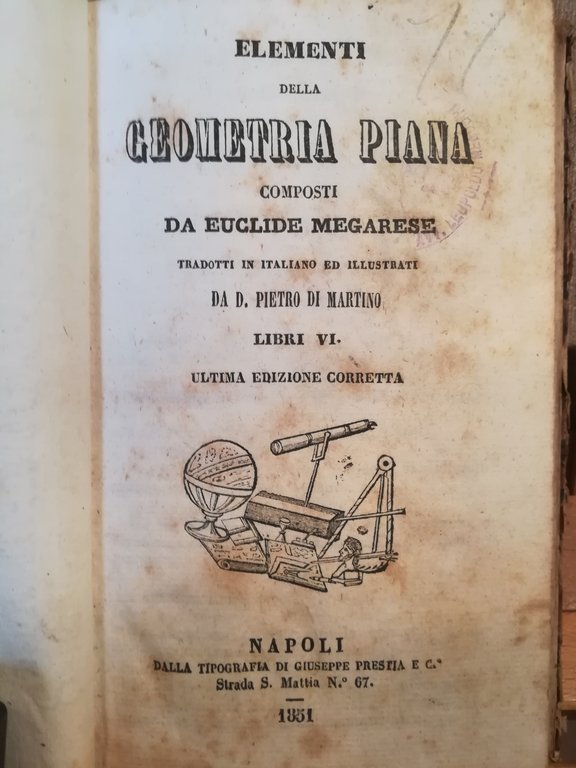 ELEMENTI
DELLA
GEOMETRIA PIANA
COMPOSTI
DA EUCLIDE MEGARESE
TRADOTTI IN ITALIANO ED ILLUSTRATI
DA D. PIETRO DI MARTINO
LIBRI VI.
ULTIMA EDIZIONE CORRETTA
NAPOLI
DALLA TIPOGRAFIA DI GIUSEPPE PRESTIA E C.ª
Strada S. Mattia N.º 67.
1851
LEOPOLDO